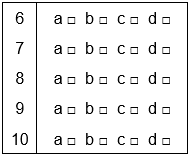 6 a □ b □ c □ d □
7 a □ b □ c □ d □
8 a □ b □ c □ d □
9 a □ b □ c □ d □
10 a □ b □ c □ d □